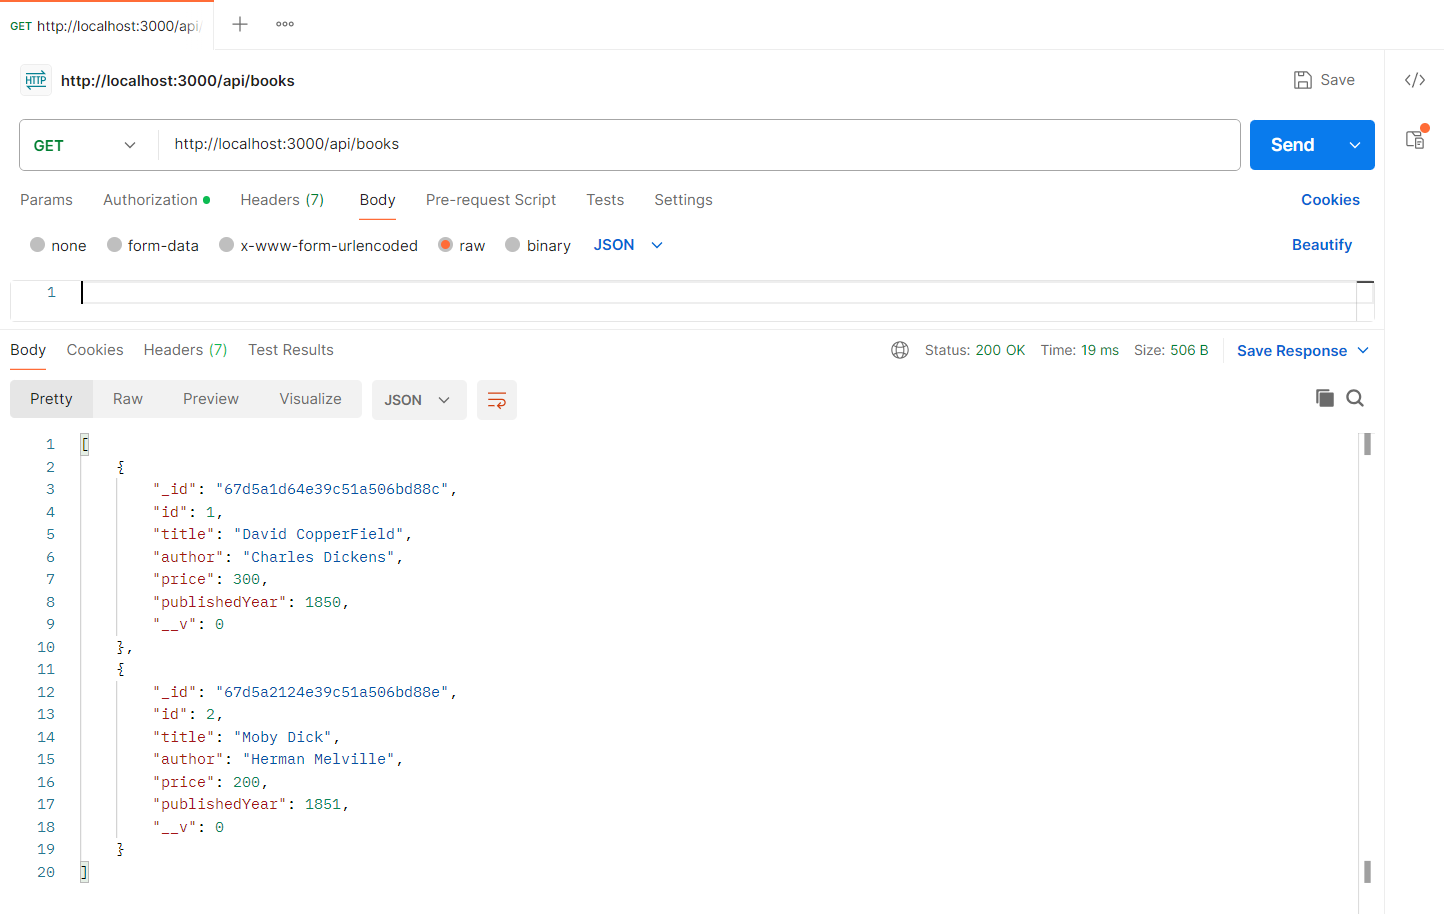 GET http://localhost:3000/api/
HTTP http://localhost:3000/api/books
Save
GET http://localhost:3000/api/books
Send
Params Authorization Headers (7) Body Pre-request Script Tests Settings
Cookies
none form-data x-www-form-urlencoded raw binary JSON
Beautify
1
Body Cookies Headers (7) Test Results
Status: 200 OK Time: 19 ms Size: 506 B Save Response
Pretty Raw Preview Visualize JSON
1 [
2 {
3 "_id": "67d5a1d64e39c51a506bd88c",
4 "id": 1,
5 "title": "David CopperField",
6 "author": "Charles Dickens",
7 "price": 300,
8 "publishedYear": 1850,
9 "__v": 0
10 },
11 {
12 "_id": "67d5a2124e39c51a506bd88e",
13 "id": 2,
14 "title": "Moby Dick",
15 "author": "Herman Melville",
16 "price": 200,
17 "publishedYear": 1851,
18 "__v": 0
19 }
20 ]